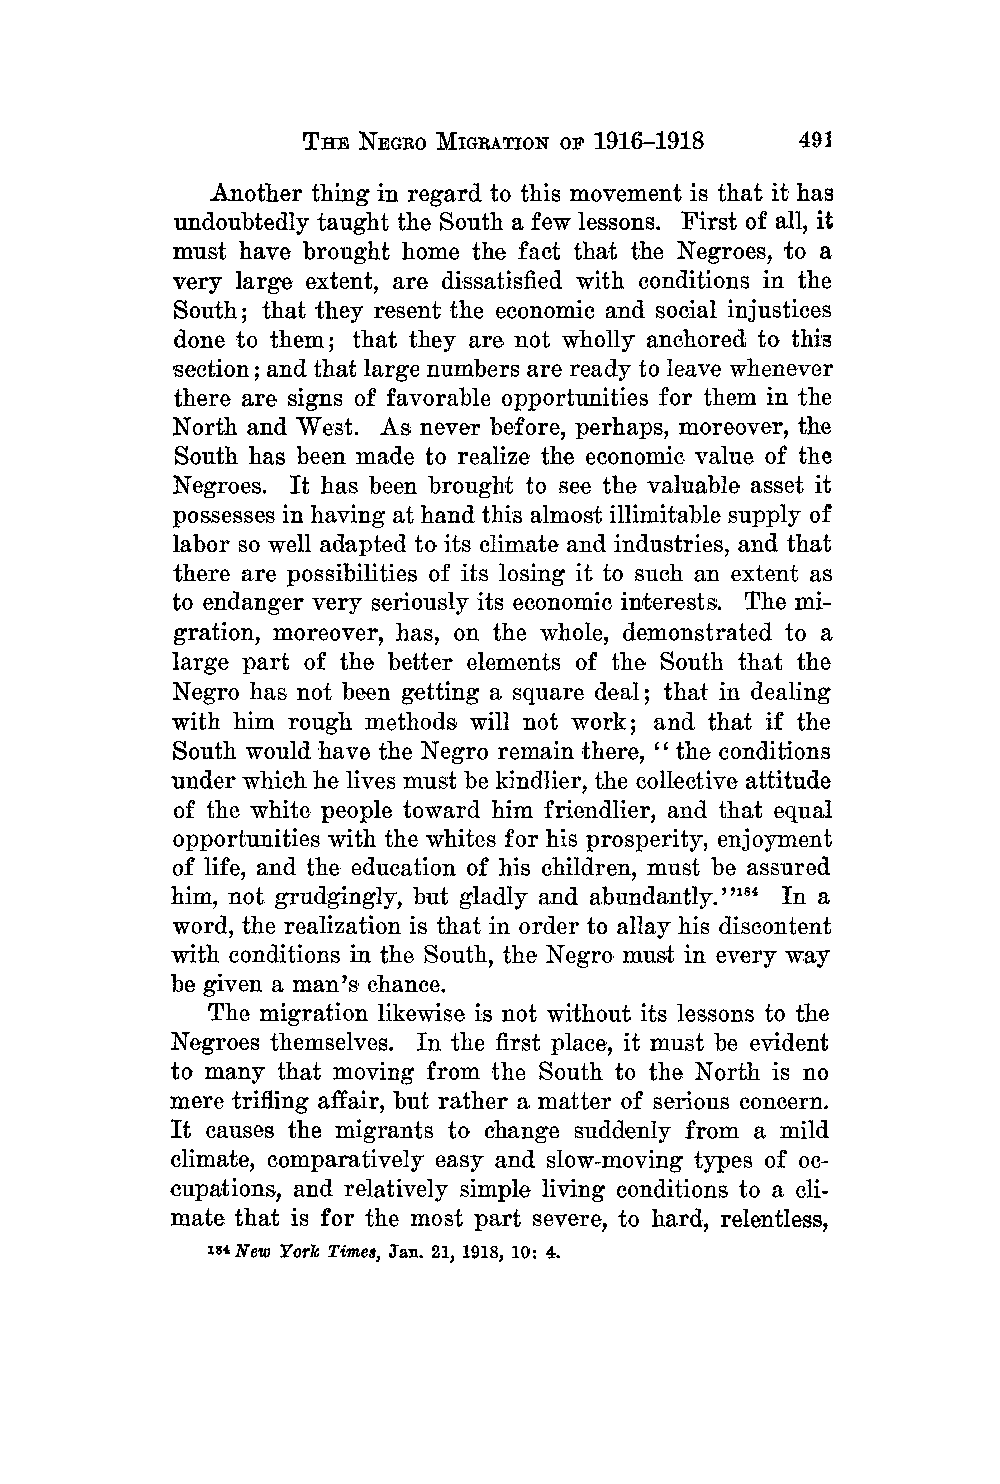 THE NEGRO MIGRATION OF 1916–1918 491
Another thing in regard to this movement is that it has
undoubtedly taught the South a few lessons. First of all, it
must have brought home the fact that the Negroes, to a
very large extent, are dissatisfied with conditions in the
South; that they resent the economic and social injustices
done to them; that they are not wholly anchored to this
section; and that large numbers are ready to leave whenever
there are signs of favorable opportunities for them in the
North and West. As never before, perhaps, moreover, the
South has been made to realize the economic value of the
Negroes. It has been brought to see the valuable asset it
possesses in having at hand this almost illimitable supply of
labor so well adapted to its climate and industries, and that
there are possibilities of its losing it to such an extent as
to endanger very seriously its economic interests. The mi-
gration, moreover, has, on the whole, demonstrated to a
large part of the better elements of the South that the
Negro has not been getting a square deal; that in dealing
with him rough methods will not work; and that if the
South would have the Negro remain there, “ the conditions
under which he lives must be kindlier, the collective attitude
of the white people toward him friendlier, and that equal
opportunities with the whites for his prosperity, enjoyment
of life, and the education of his children, must be assured
him, not grudgingly, but gladly and abundantly.”¹⁸⁴ In a
word, the realization is that in order to allay his discontent
with conditions in the South, the Negro must in every way
be given a man’s chance.
The migration likewise is not without its lessons to the
Negroes themselves. In the first place, it must be evident
to many that moving from the South to the North is no
mere trifling affair, but rather a matter of serious concern.
It causes the migrants to change suddenly from a mild
climate, comparatively easy and slow-moving types of oc-
cupations, and relatively simple living conditions to a cli-
mate that is for the most part severe, to hard, relentless,
¹⁸⁴ New York Times, Jan. 21, 1918, 10: 4.